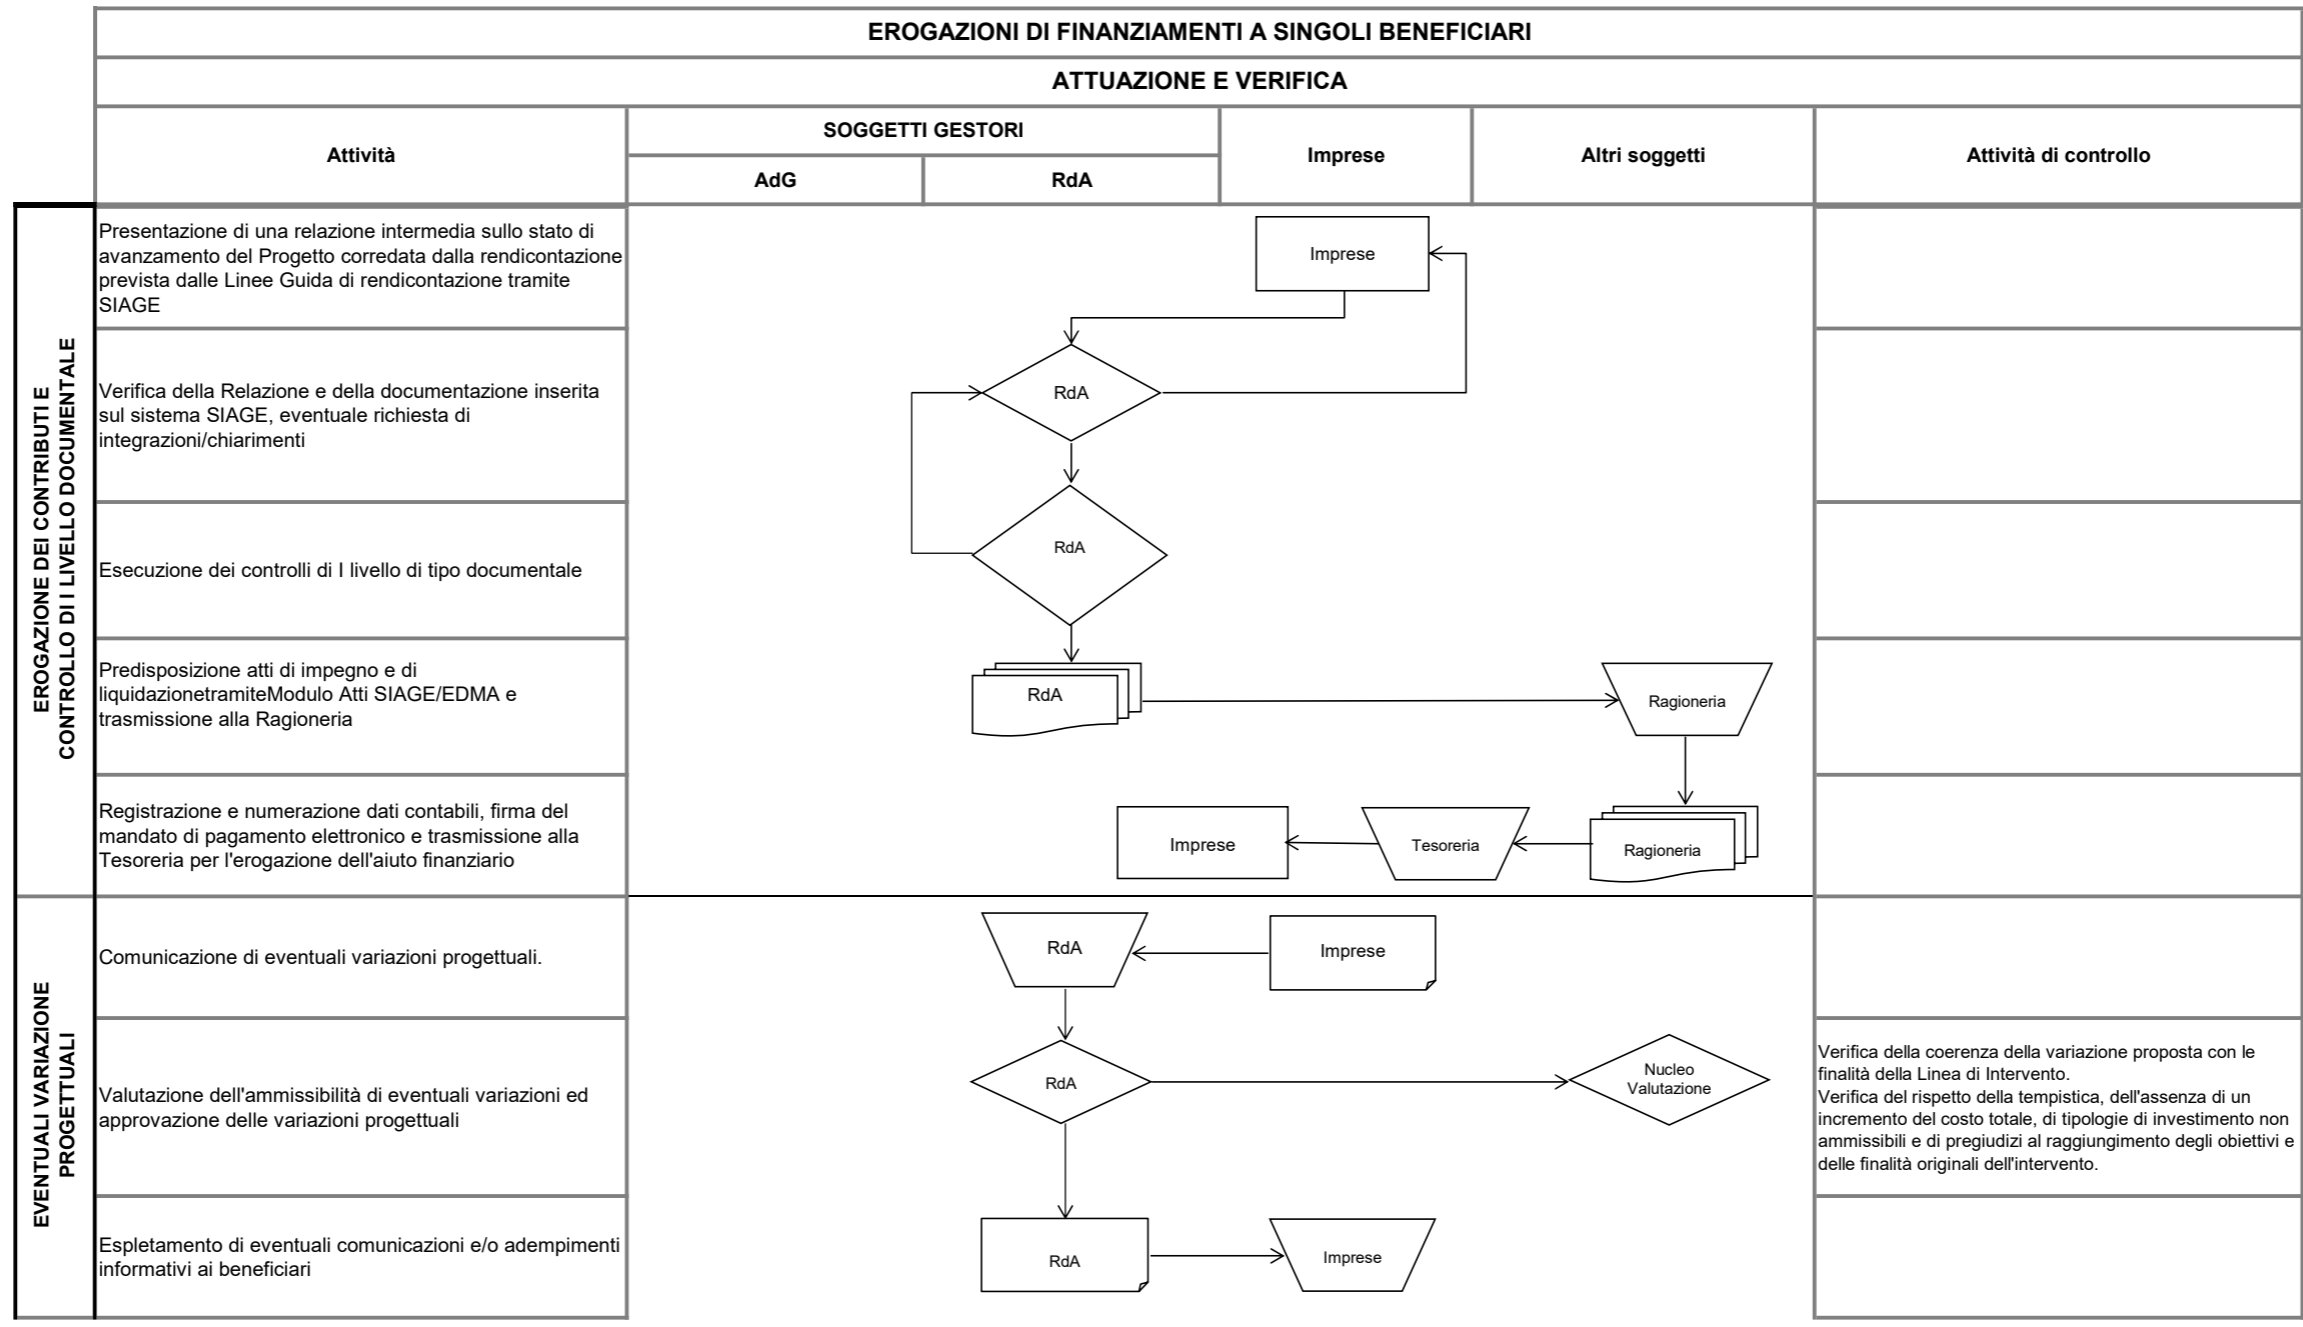 EROGAZIONI DI FINANZIAMENTI A SINGOLI BENEFICIARI
ATTUAZIONE E VERIFICA
Attività
SOGGETTI GESTORI
AdG
RdA
Imprese
Altri soggetti
Attività di controllo
EROGAZIONE DEI CONTRIBUTI E
CONTROLLO DI I LIVELLO DOCUMENTALE
Presentazione di una relazione intermedia sullo stato di
avanzamento del Progetto corredata dalla rendicontazione
prevista dalle Linee Guida di rendicontazione tramite
SIAGE
Imprese
Verifica della Relazione e della documentazione inserita
sul sistema SIAGE, eventuale richiesta di
integrazioni/chiarimenti
RdA
Esecuzione dei controlli di I livello di tipo documentale
RdA
Predisposizione atti di impegno e di
liquidazionetramiteModulo Atti SIAGE/EDMA e
trasmissione alla Ragioneria
RdA
Ragioneria
Registrazione e numerazione dati contabili, firma del
mandato di pagamento elettronico e trasmissione alla
Tesoreria per l'erogazione dell'aiuto finanziario
Imprese
Tesoreria
Ragioneria
EVENTUALI VARIAZIONE
PROGETTUALI
Comunicazione di eventuali variazioni progettuali.
RdA
Imprese
Valutazione dell'ammissibilità di eventuali variazioni ed
approvazione delle variazioni progettuali
RdA
Nucleo
Valutazione
Verifica della coerenza della variazione proposta con le
finalità della Linea di Intervento.
Verifica del rispetto della tempistica, dell'assenza di un
incremento del costo totale, di tipologie di investimento non
ammissibili e di pregiudizi al raggiungimento degli obiettivi e
delle finalità originali dell'intervento.
Espletamento di eventuali comunicazioni e/o adempimenti
informativi ai beneficiari
RdA
Imprese